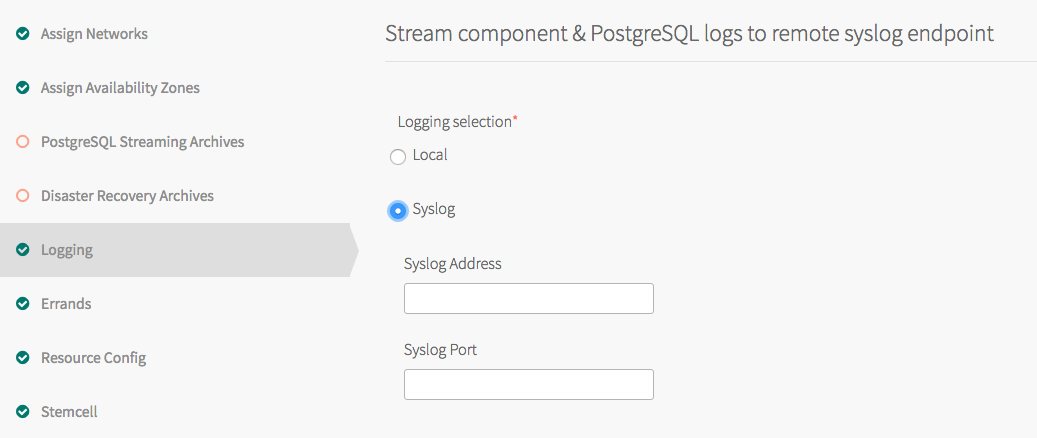 Assign Networks
Assign Availability Zones
PostgreSQL Streaming Archives
Disaster Recovery Archives
Logging
Errands
Resource Config
Stemcell
Stream component & PostgreSQL logs to remote syslog endpoint
Logging selection*
Local
Syslog
Syslog Address
Syslog Port